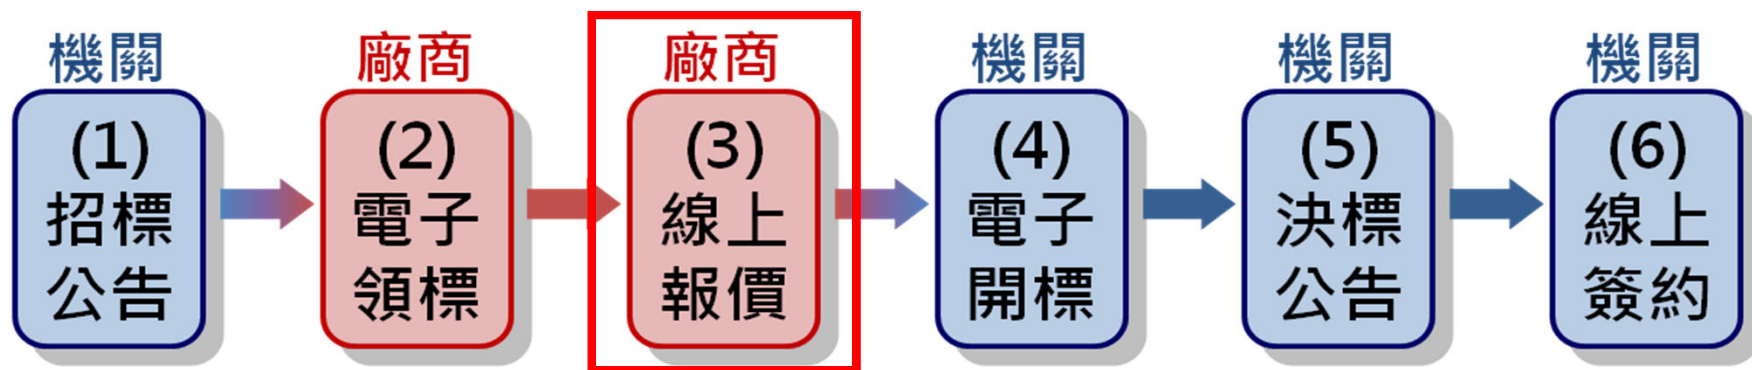 機關
(1)
招標
公告
廠商
(2)
電子
領標
廠商
(3)
線上
報價
機關
(4)
電子
開標
機關
(5)
決標
公告
機關
(6)
線上
簽約